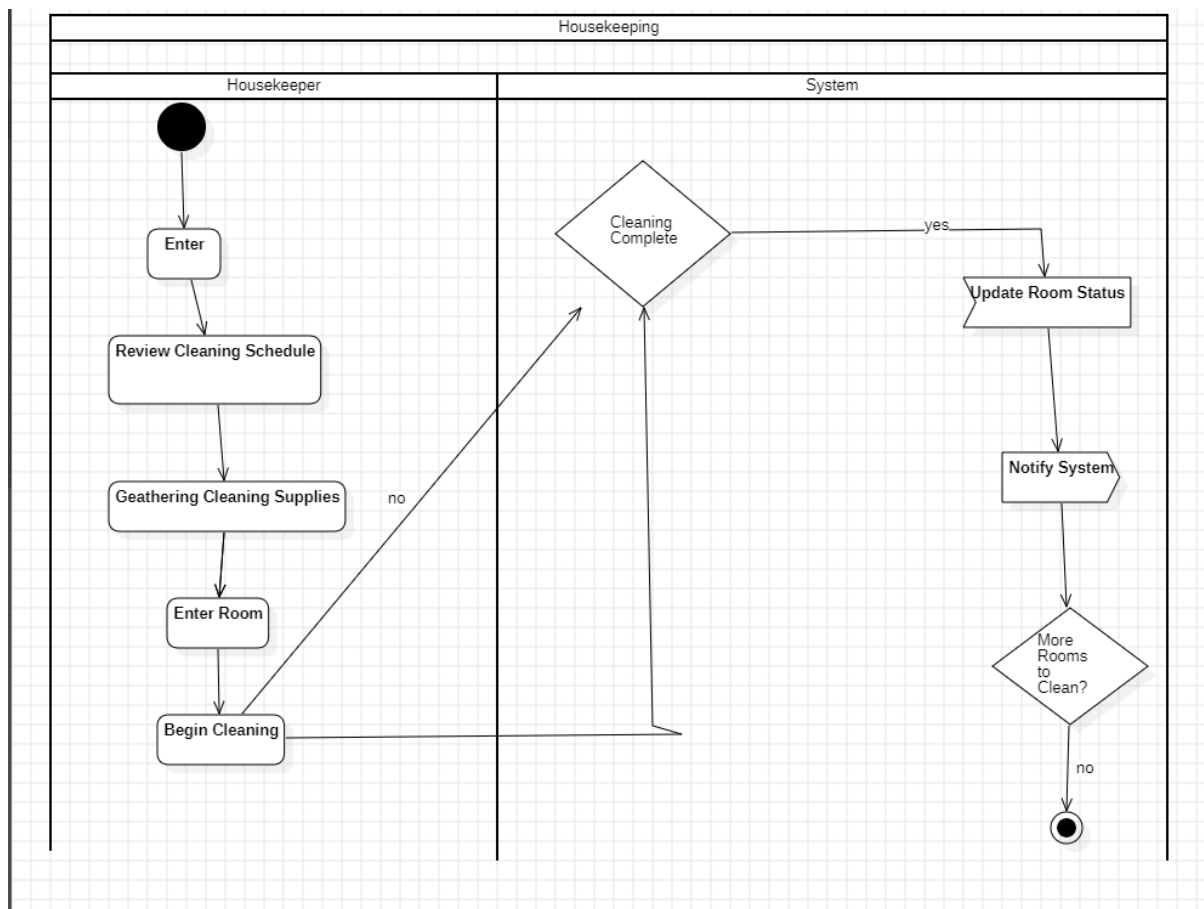 Housekeeping
Housekeeper
System
Enter
Review Cleaning Schedule
Geathering Cleaning Supplies
Enter Room
Begin Cleaning
no
Cleaning
Complete
yes
Update Room Status
Notify System
More
Rooms
to
Clean?
no